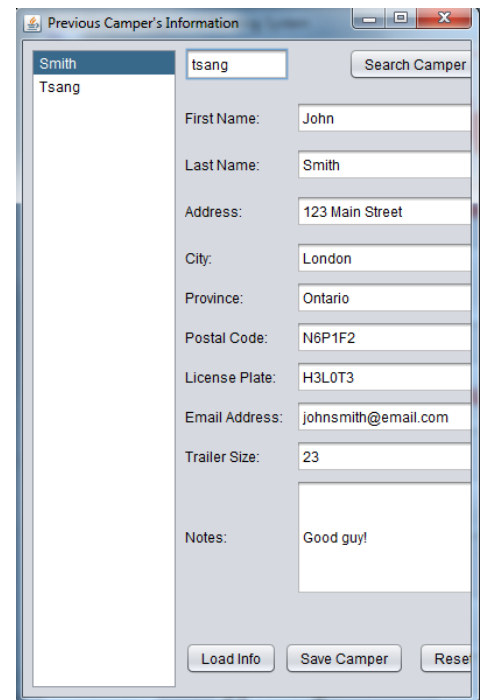 Previous Camper's Information
Smith
Tsang
tsang
Search Camper
First Name: John
Last Name: Smith
Address: 123 Main Street
City: London
Province: Ontario
Postal Code: N6P1F2
License Plate: H3L0T3
Email Address: johnsmith@email.com
Trailer Size: 23
Notes: Good guy!
Load Info Save Camper Reset